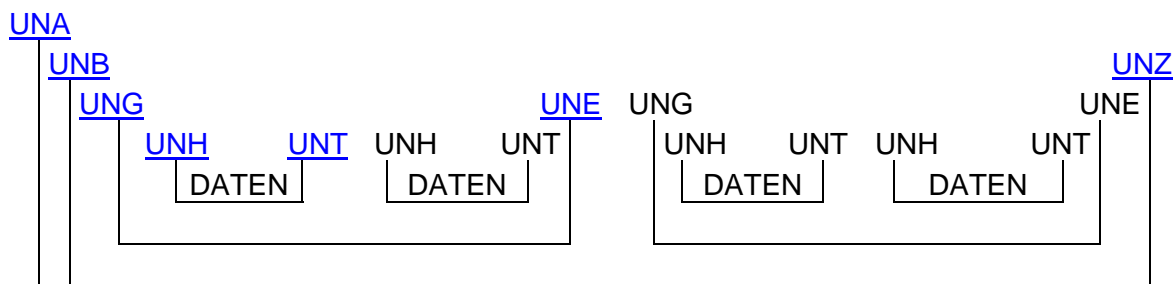 UNA
UNB UNZ
UNG UNE UNG UNE
UNH UNT UNH UNT UNH UNT UNH UNT
DATEN DATEN DATEN DATEN